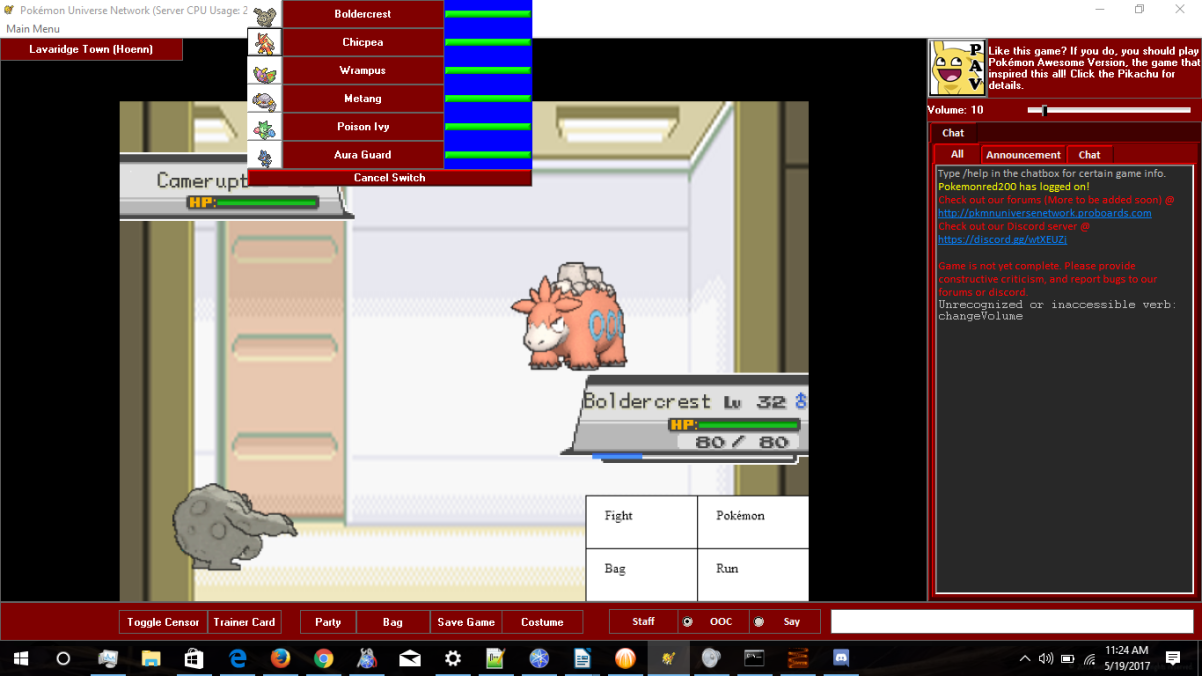 Pokémon Universe Network (Server CPU Usage: 2
Main Menu
Lavaridge Town (Hoenn)
Boldercrest
Chicpea
Wrampus
Metang
Poison Ivy
Aura Guard
Cancel Switch
Camerupt
HP:
Boldercrest Lv 32 ♂
HP:
80 / 80
Fight
Pokémon
Bag
Run
PAV
Like this game? If you do, you should play
Pokémon Awesome Version, the game that
inspired this all! Click the Pikachu for
details.
Volume: 10
Chat
All
Announcement
Chat
Type /help in the chatbox for certain game info.
Pokemonred200 has logged on!
Check out our forums (More to be added soon) @
http://pkmnuniversenetwork.proboards.com
Check out our Discord server @
https://discord.gg/wtXEUZj
Game is not yet complete. Please provide
constructive criticism, and report bugs to our
forums or discord.
Unrecognized or inaccessible verb:
changeVolume
Toggle Censor
Trainer Card
Party
Bag
Save Game
Costume
Staff
OOC
Say
11:24 AM
5/19/2017